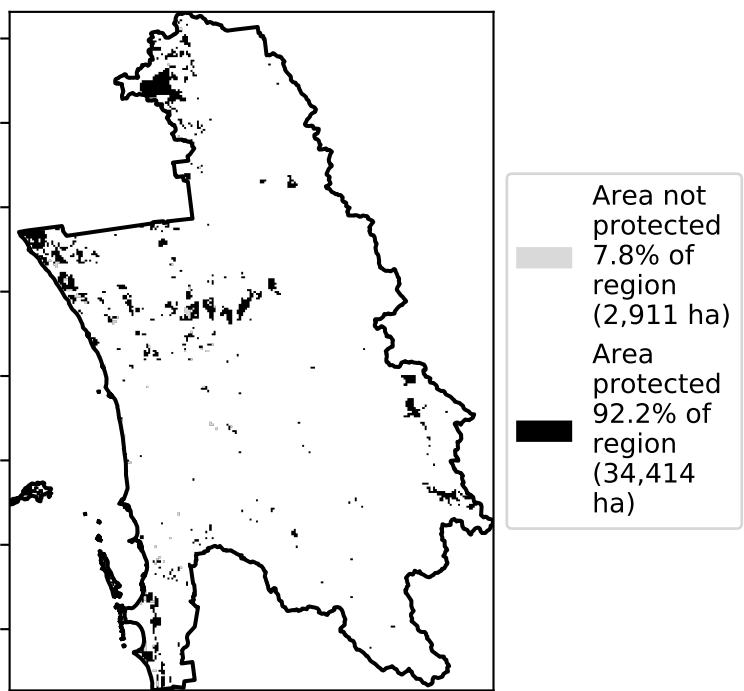 Area not
protected
7.8% of
region
(2,911 ha)
Area
protected
92.2% of
region
(34,414
ha)